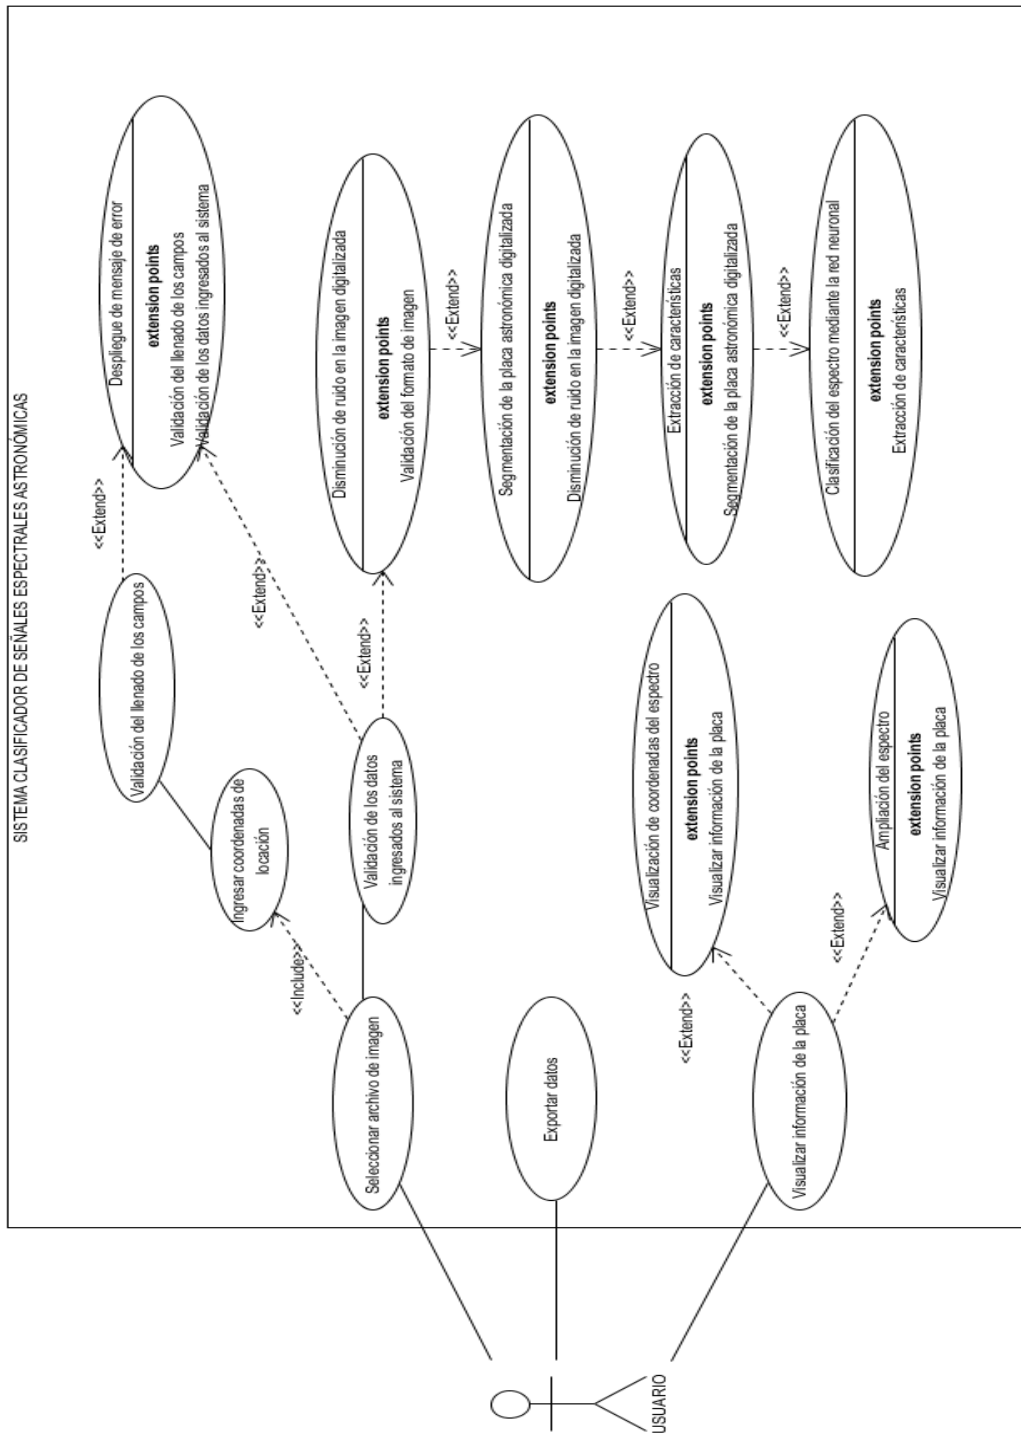 SISTEMA CLASIFICADOR DE SEÑALES ESPECTRALES ASTRONÓMICAS
Despliegue de mensaje de error
extension points
Validación del llenado de los campos
Validación de los datos ingresados al sistema
<<Extend>>
Validación del llenado de los campos
<<Extend>>
Ingresar coordenadas de
locación
<<Include>>
Seleccionar archivo de imagen
Validación de los datos
ingresados al sistema
<<Extend>>
Disminución de ruido en la imagen digitalizada
extension points
Validación del formato de imagen
<<Extend>>
Segmentación de la placa astronómica digitalizada
extension points
Disminución de ruido en la imagen digitalizada
<<Extend>>
Extracción de características
extension points
Segmentación de la placa astronómica digitalizada
<<Extend>>
Clasificación del espectro mediante la red neuronal
extension points
Extracción de características
Exportar datos
Visualización de coordenadas del espectro
extension points
Visualizar información de la placa
<<Extend>>
Visualizar información de la placa
<<Extend>>
Ampliación del espectro
extension points
Visualizar información de la placa
USUARIO